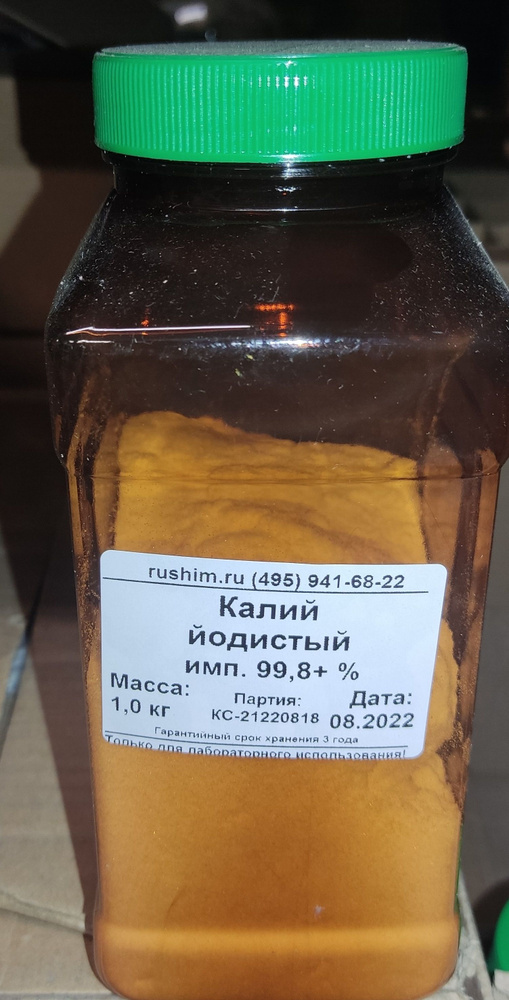 rushim.ru (495) 941-68-22
Калий
йодистый
имп. 99,8+ %
Масса: Партия: Дата:
1,0 кг КС-21220818 08.2022
Гарантийный срок хранения 3 года
Только для лабораторного использования!